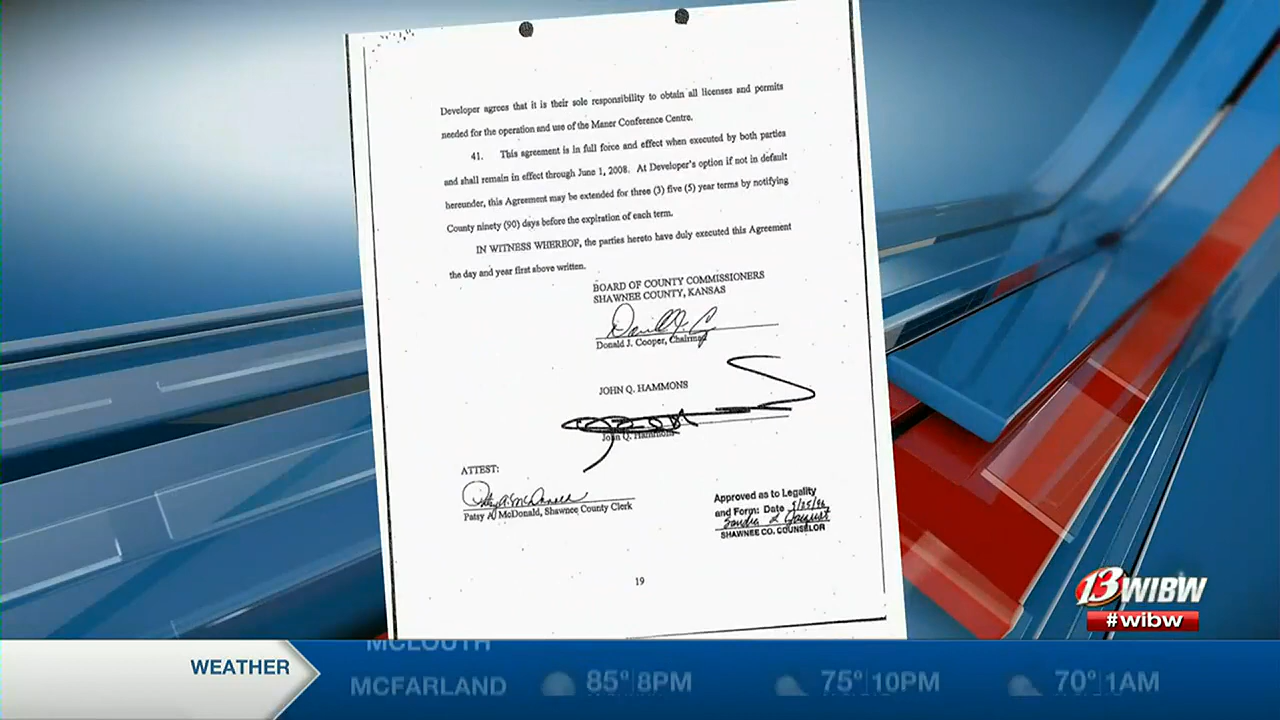 Developer agrees that it is their sole responsibility to obtain all licenses and permits
needed for the operation and use of the Maner Conference Centre.
41. This agreement is in full force and effect when executed by both parties
and shall remain in effect through June 1, 2008. At Developer's option if not in default
hereunder, this Agreement may be extended for three (3) five (5) year terms by notifying
County ninety (90) days before the expiration of each term.
IN WITNESS WHEREOF, the parties hereto have duly executed this Agreement
the day and year first above written.
BOARD OF COUNTY COMMISSIONERS
SHAWNEE COUNTY, KANSAS
Donald J. Cooper, Chairman
JOHN Q. HAMMONS
John Q. Hammons
ATTEST:
Patsy A. McDonald
Patsy A. McDonald, Shawnee County Clerk
Approved as to Legality
and Form: Date
SHAWNEE CO. COUNSELOR
19
13 WIBW
#wibw
WEATHER
MCLOUTH
MCFARLAND 85° 8PM 75° 10PM 70° 1AM